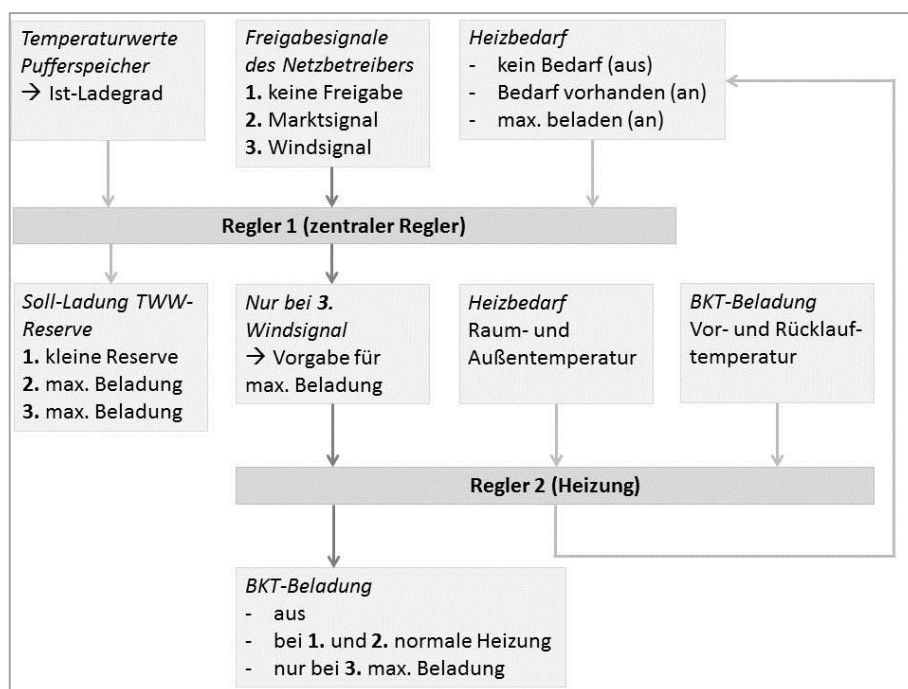 Temperaturwerte
Pufferspeicher
→ Ist-Ladegrad
Freigabesignale
des Netzbetreibers
1. keine Freigabe
2. Marktsignal
3. Windsignal
Heizbedarf
- kein Bedarf (aus)
- Bedarf vorhanden (an)
- max. beladen (an)
Regler 1 (zentraler Regler)
Soll-Ladung TWW-
Reserve
1. kleine Reserve
2. max. Beladung
3. max. Beladung
Nur bei 3.
Windsignal
→ Vorgabe für
max. Beladung
Heizbedarf
Raum- und
Außentemperatur
BKT-Beladung
Vor- und Rücklauf-
temperatur
Regler 2 (Heizung)
BKT-Beladung
- aus
- bei 1. und 2. normale Heizung
- nur bei 3. max. Beladung